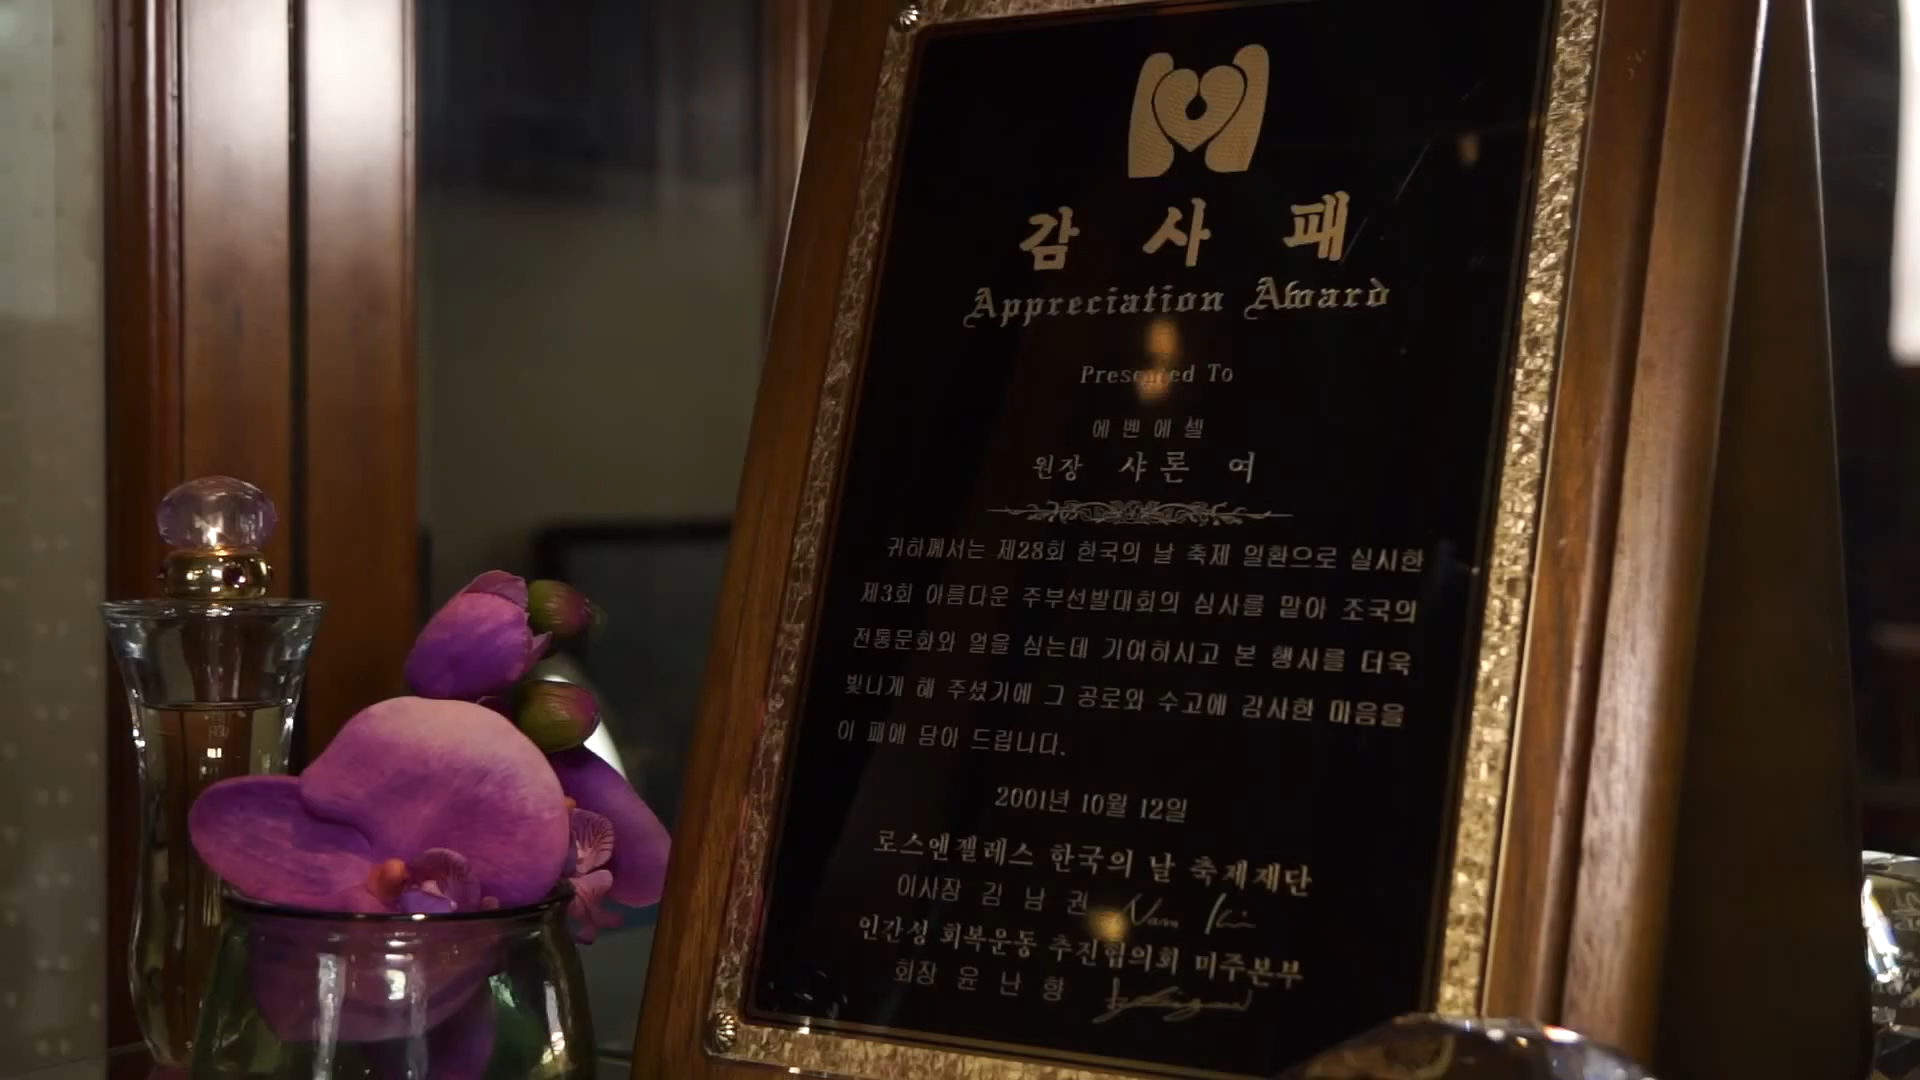 감 사 패
Appreciation Award
Presented To
에 벤 에 셀
원장 샤 론 여
귀하께서는 제28회 한국의 날 축제 일환으로 실시한
제3회 아름다운 주부선발대회의 심사를 맡아 조국의
전통문화와 얼을 심는데 기여하시고 본 행사를 더욱
빛나게 해 주셨기에 그 공로와 수고에 감사한 마음을
이 패에 담아 드립니다.
2001년 10월 12일
로스앤젤레스 한국의 날 축제재단
이사장 김 남 권 Nam Kim
인간성 회복운동 추진협의회 미주본부
회장 윤 난 향